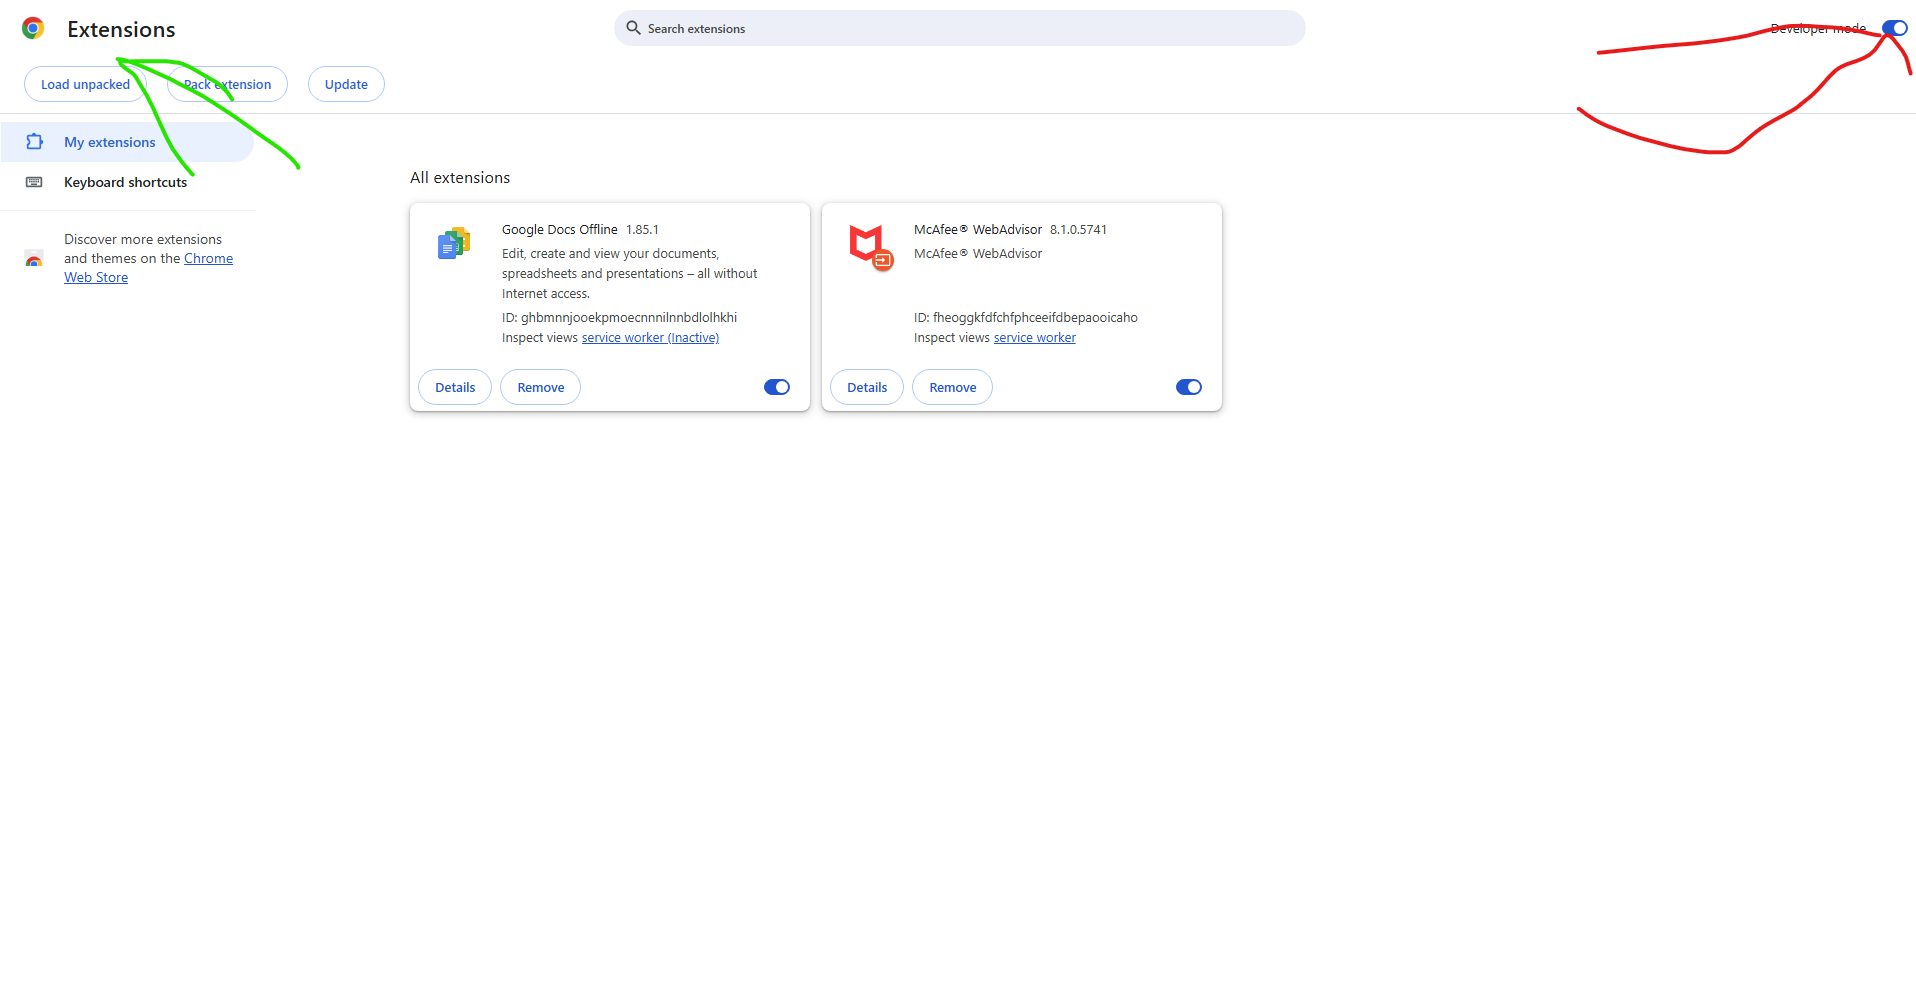 Extensions
Search extensions
Developer mode
Load unpacked
Pack extension
Update
My extensions
Keyboard shortcuts
Discover more extensions
and themes on the Chrome
Web Store
All extensions
Google Docs Offline 1.85.1
Edit, create and view your documents,
spreadsheets and presentations – all without
Internet access.
ID: ghbmnnjooekpmoecnnnilnnbdlolhkhi
Inspect views service worker (Inactive)
Details
Remove
McAfee® WebAdvisor 8.1.0.5741
McAfee® WebAdvisor
ID: fheoggkfdfchfphceeifdbepaooicaho
Inspect views service worker
Details
Remove